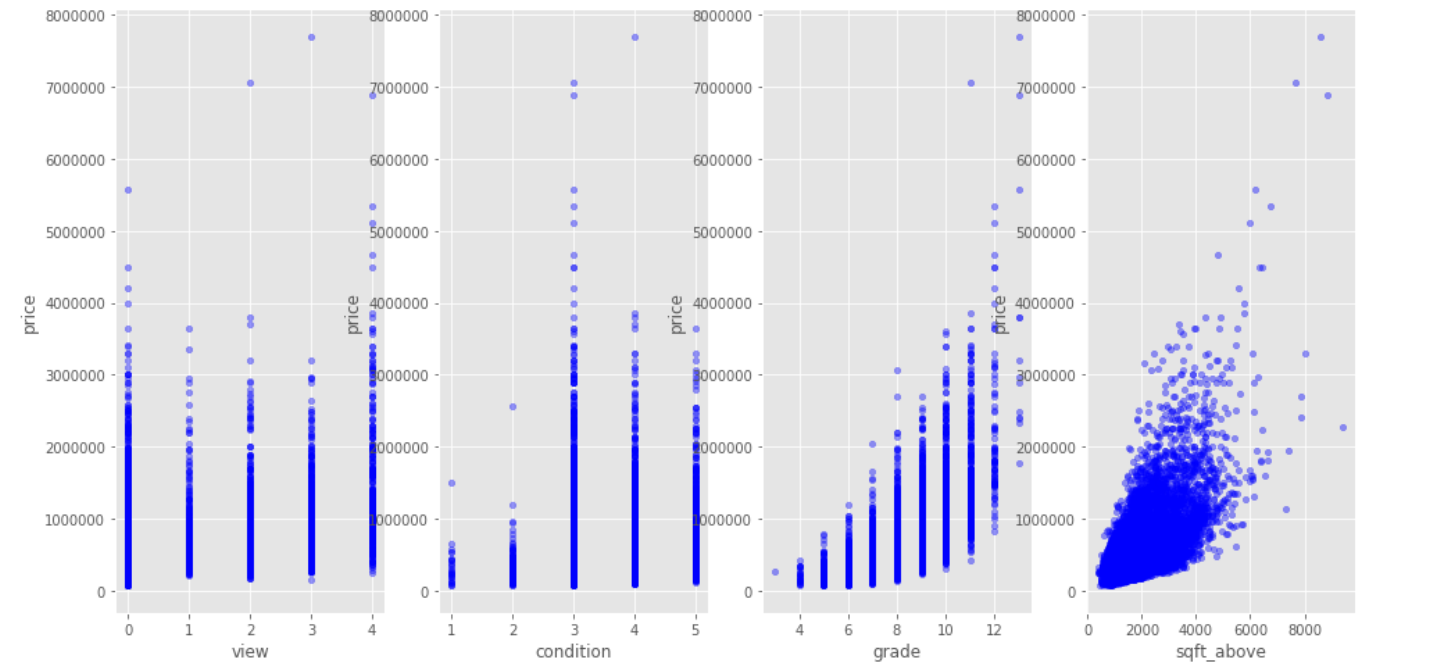 8000000 8000000 8000000 8000000
7000000 7000000 7000000 7000000
6000000 6000000 6000000 6000000
5000000 5000000 5000000 5000000
price price price price
4000000 4000000 4000000 4000000
3000000 3000000 3000000 3000000
2000000 2000000 2000000 2000000
1000000 1000000 1000000 1000000
0 0 0 0
0 1 2 3 4 1 2 3 4 5 4 6 8 10 12 0 2000 4000 6000 8000
view condition grade sqft_above